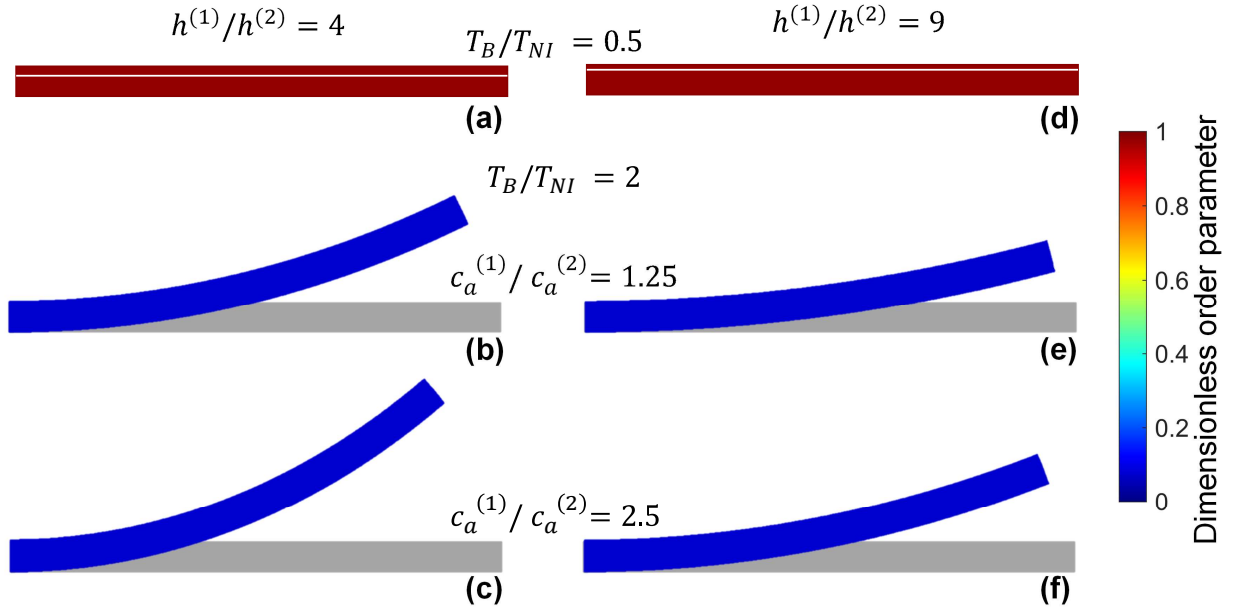 h⁽¹⁾/h⁽²⁾ = 4
T_B/T_NI = 0.5
h⁽¹⁾/h⁽²⁾ = 9
(a)
(d)
T_B/T_NI = 2
c_a⁽¹⁾/ c_a⁽²⁾= 1.25
(b)
(e)
c_a⁽¹⁾/ c_a⁽²⁾= 2.5
(c)
(f)
1
0.8
0.6
0.4
0.2
0
Dimensionless order parameter